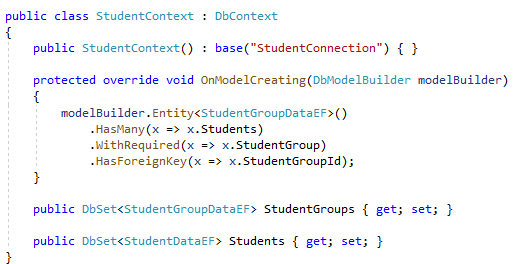 public class StudentContext : DbContext
{
    public StudentContext() : base("StudentConnection") { }

    protected override void OnModelCreating(DbModelBuilder modelBuilder)
    {
        modelBuilder.Entity<StudentGroupDataEF>()
            .HasMany(x => x.Students)
            .WithRequired(x => x.StudentGroup)
            .HasForeignKey(x => x.StudentGroupId);
    }

    public DbSet<StudentGroupDataEF> StudentGroups { get; set; }

    public DbSet<StudentDataEF> Students { get; set; }
}